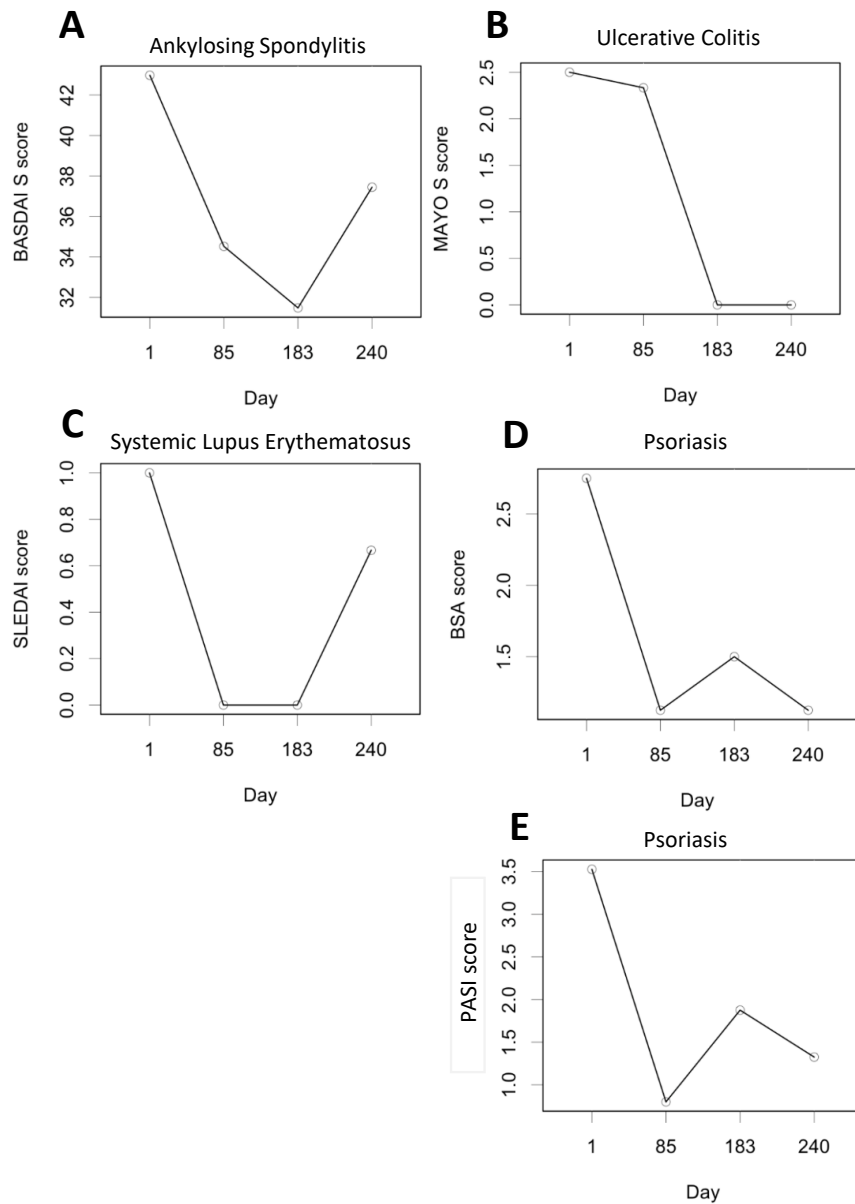 A
Ankylosing Spondylitis
BASDAI S score
42
40
38
36
34
32
1 85 183 240
Day
B
Ulcerative Colitis
MAYO S score
2.5
2.0
1.5
1.0
0.5
0.0
1 85 183 240
Day
C
Systemic Lupus Erythematosus
SLEDAI score
1.0
0.8
0.6
0.4
0.2
0.0
1 85 183 240
Day
D
Psoriasis
BSA score
2.5
2.0
1.5
1 85 183 240
Day
E
Psoriasis
PASI score
3.5
3.0
2.5
2.0
1.5
1.0
1 85 183 240
Day